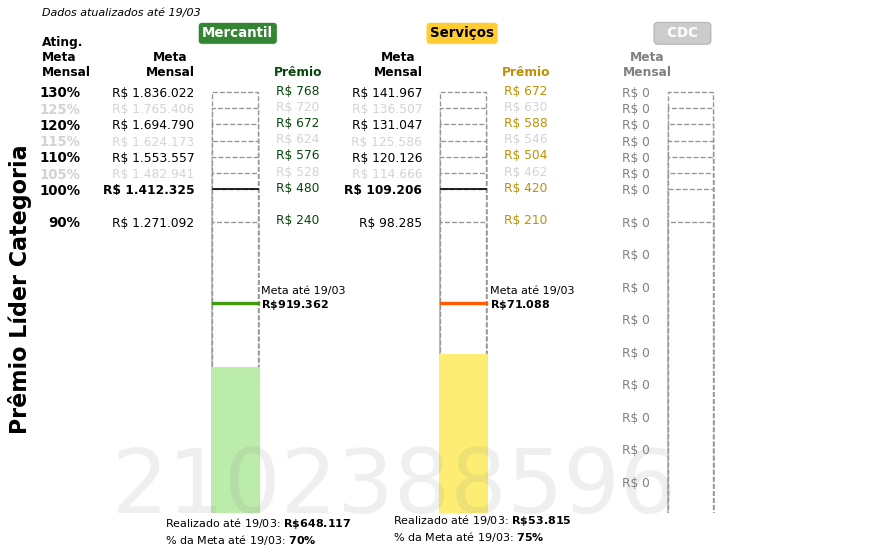 Dados atualizados até 19/03
Mercantil Serviços CDC
Ating. Meta Mensal
Meta Mensal Prêmio Meta Mensal Prêmio Meta Mensal
130% R$ 1.836.022 R$ 768 R$ 141.967 R$ 672 R$ 0
125% R$ 1.765.406 R$ 720 R$ 136.507 R$ 630 R$ 0
120% R$ 1.694.790 R$ 672 R$ 131.047 R$ 588 R$ 0
115% R$ 1.624.173 R$ 624 R$ 125.586 R$ 546 R$ 0
110% R$ 1.553.557 R$ 576 R$ 120.126 R$ 504 R$ 0
105% R$ 1.482.941 R$ 528 R$ 114.666 R$ 462 R$ 0
100% R$ 1.412.325 R$ 480 R$ 109.206 R$ 420 R$ 0
90% R$ 1.271.092 R$ 240 R$ 98.285 R$ 210 R$ 0
R$ 0
R$ 0
R$ 0
R$ 0
R$ 0
R$ 0
R$ 0
R$ 0
Meta até 19/03
R$919.362
Meta até 19/03
R$71.088
Prêmio Líder Categoria
2102388596
Realizado até 19/03: R$648.117
% da Meta até 19/03: 70%
Realizado até 19/03: R$53.815
% da Meta até 19/03: 75%